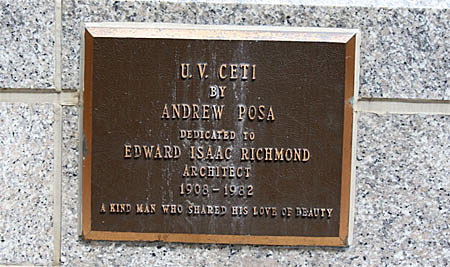 U.V. CETI
BY
ANDREW POSA
DEDICATED TO
EDWARD ISAAC RICHMOND
ARCHITECT
1908-1982
A KIND MAN WHO SHARED HIS LOVE OF BEAUTY